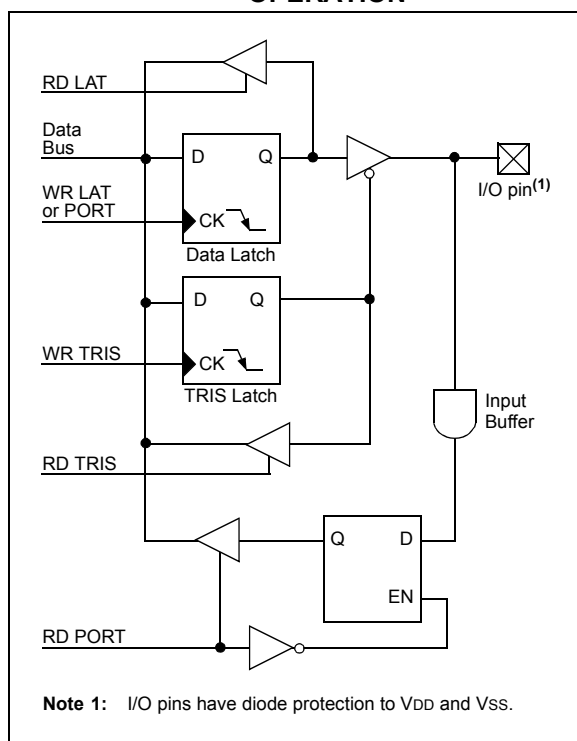 OPERATION
RD LAT
Data
Bus
D Q
I/O pin(1)
WR LAT
or PORT
CK
Data Latch
D Q
WR TRIS
CK
TRIS Latch
Input
Buffer
RD TRIS
Q D
EN
RD PORT
Note 1: I/O pins have diode protection to VDD and VSS.